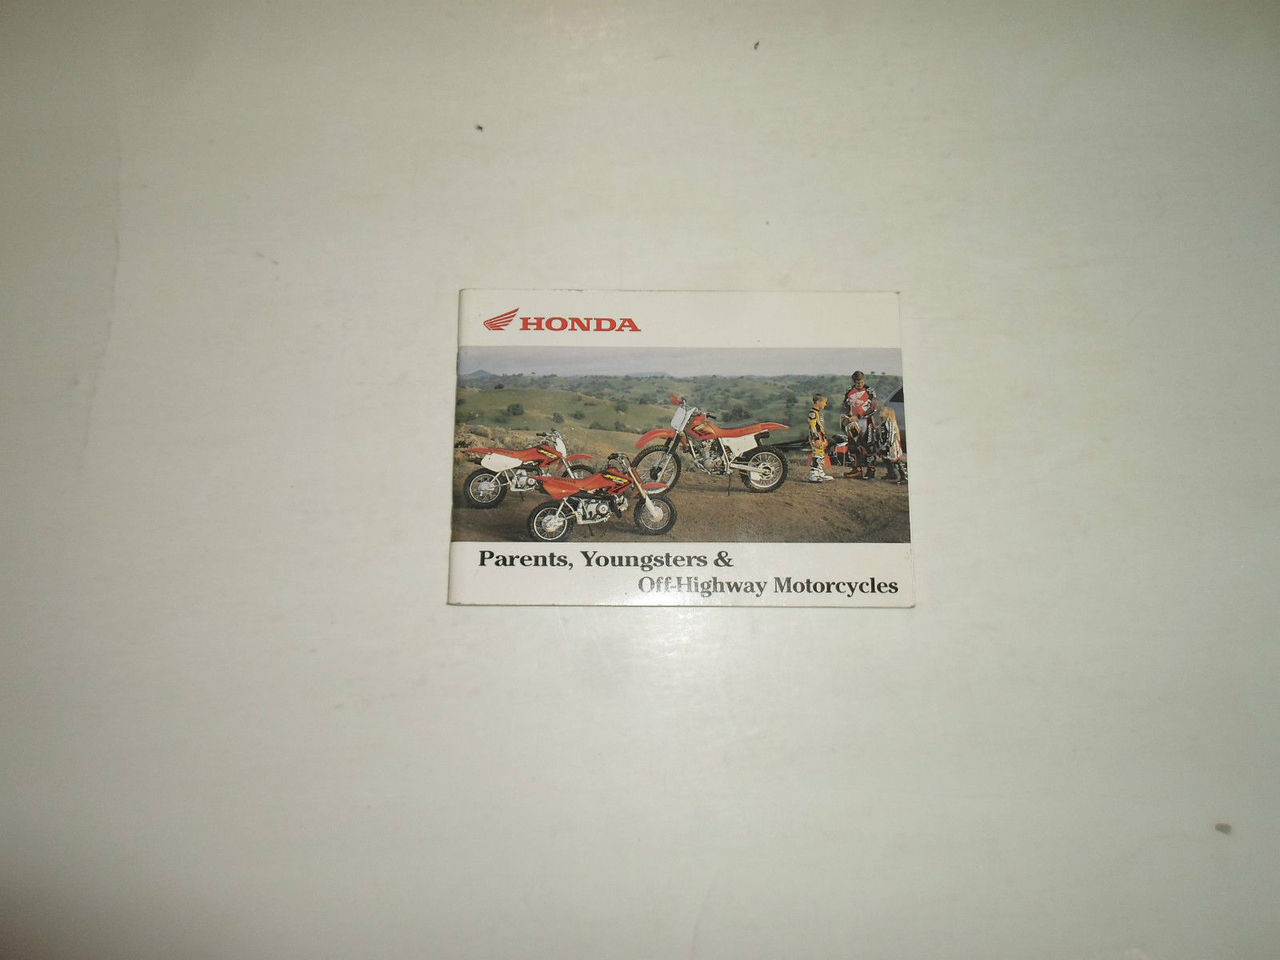 HONDA
Parents, Youngsters &
Off-Highway Motorcycles